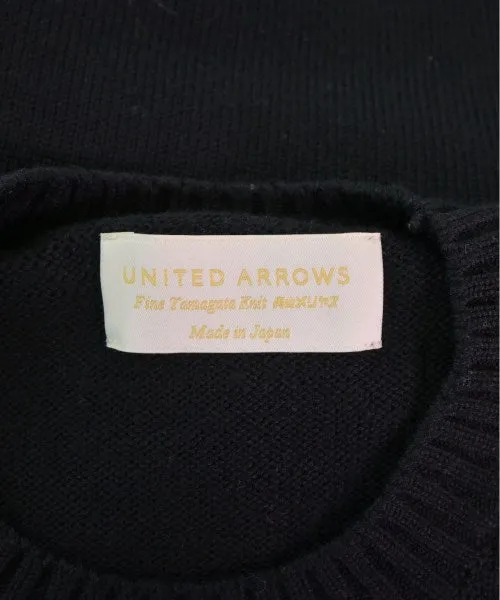 UNITED ARROWS
Fine Yamagata Knit
Made in Japan